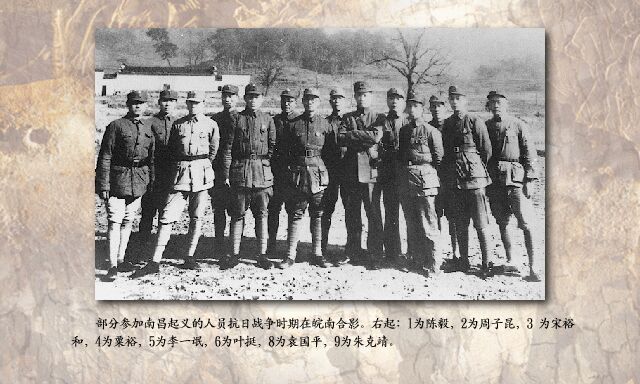 部分参加南昌起义的人员抗日战争时期在皖南合影。右起：1为陈毅，2为周子昆，3 为宋裕
和，4为粟裕，5为李一氓，6为叶挺，8为袁国平，9为朱克靖。